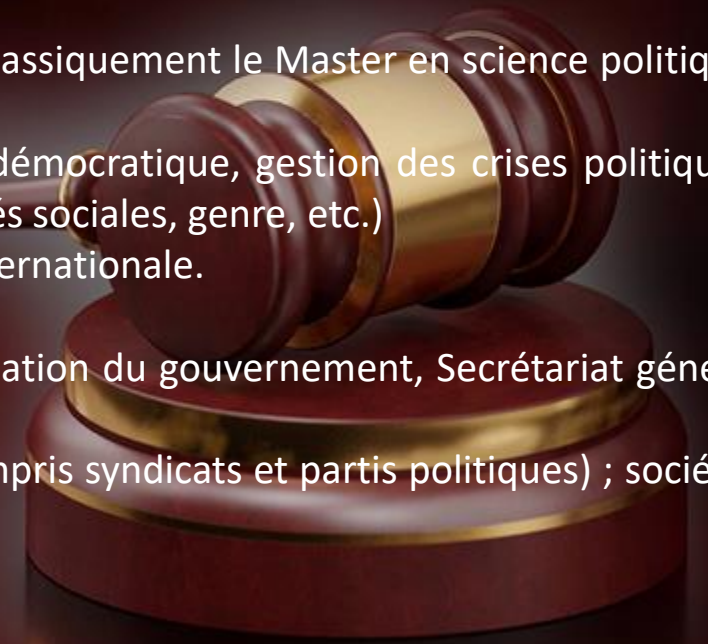 assiquement le Master en science politiq
démocratique, gestion des crises politiqu
és sociales, genre, etc.)
ernationale.
ation du gouvernement, Secrétariat géné
npris syndicats et partis politiques) ; socié